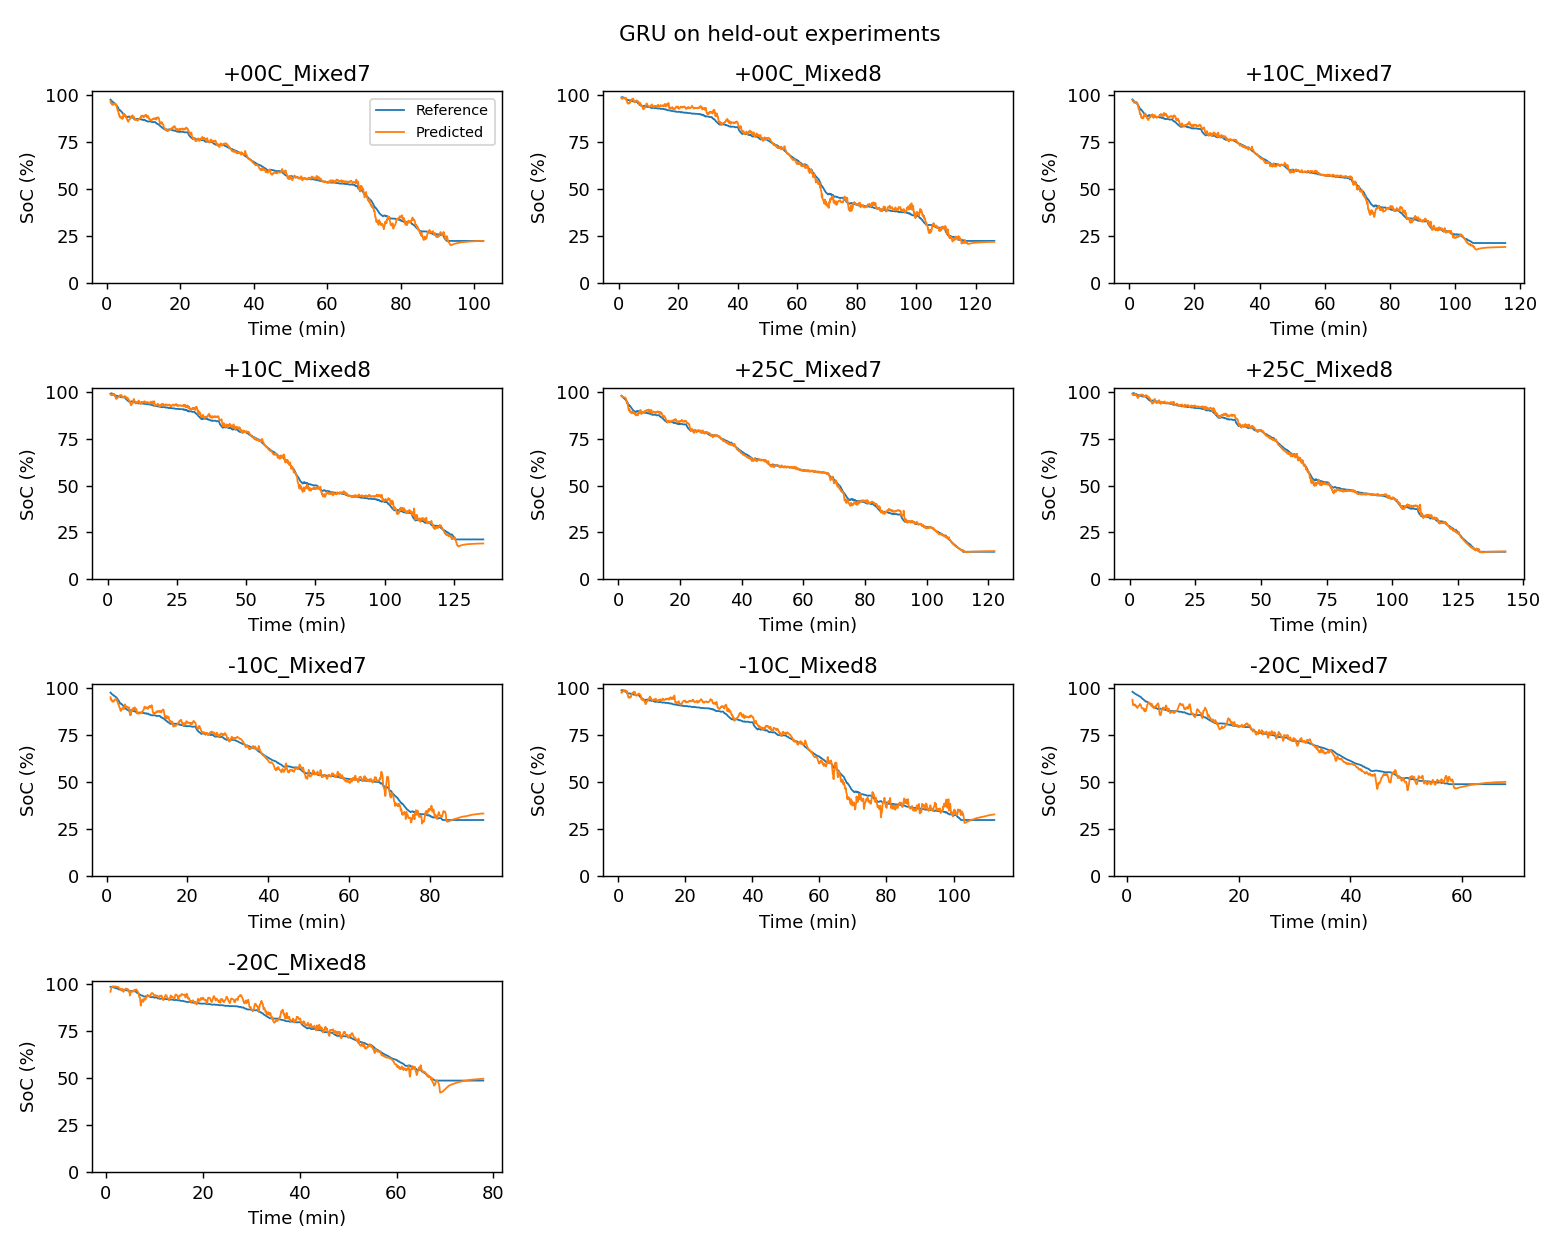 GRU on held-out experiments
+00C_Mixed7
+00C_Mixed8
+10C_Mixed7
SoC (%)
100
75
50
25
0
Reference
Predicted
0 20 40 60 80 100
Time (min)
SoC (%)
100
75
50
25
0
0 20 40 60 80 100 120
Time (min)
SoC (%)
100
75
50
25
0
0 20 40 60 80 100 120
Time (min)
+10C_Mixed8
+25C_Mixed7
+25C_Mixed8
SoC (%)
100
75
50
25
0
0 25 50 75 100 125
Time (min)
SoC (%)
100
75
50
25
0
0 20 40 60 80 100 120
Time (min)
SoC (%)
100
75
50
25
0
0 25 50 75 100 125 150
Time (min)
-10C_Mixed7
-10C_Mixed8
-20C_Mixed7
SoC (%)
100
75
50
25
0
0 20 40 60 80
Time (min)
SoC (%)
100
75
50
25
0
0 20 40 60 80 100
Time (min)
SoC (%)
100
75
50
25
0
0 20 40 60
Time (min)
-20C_Mixed8
SoC (%)
100
75
50
25
0
0 20 40 60 80
Time (min)